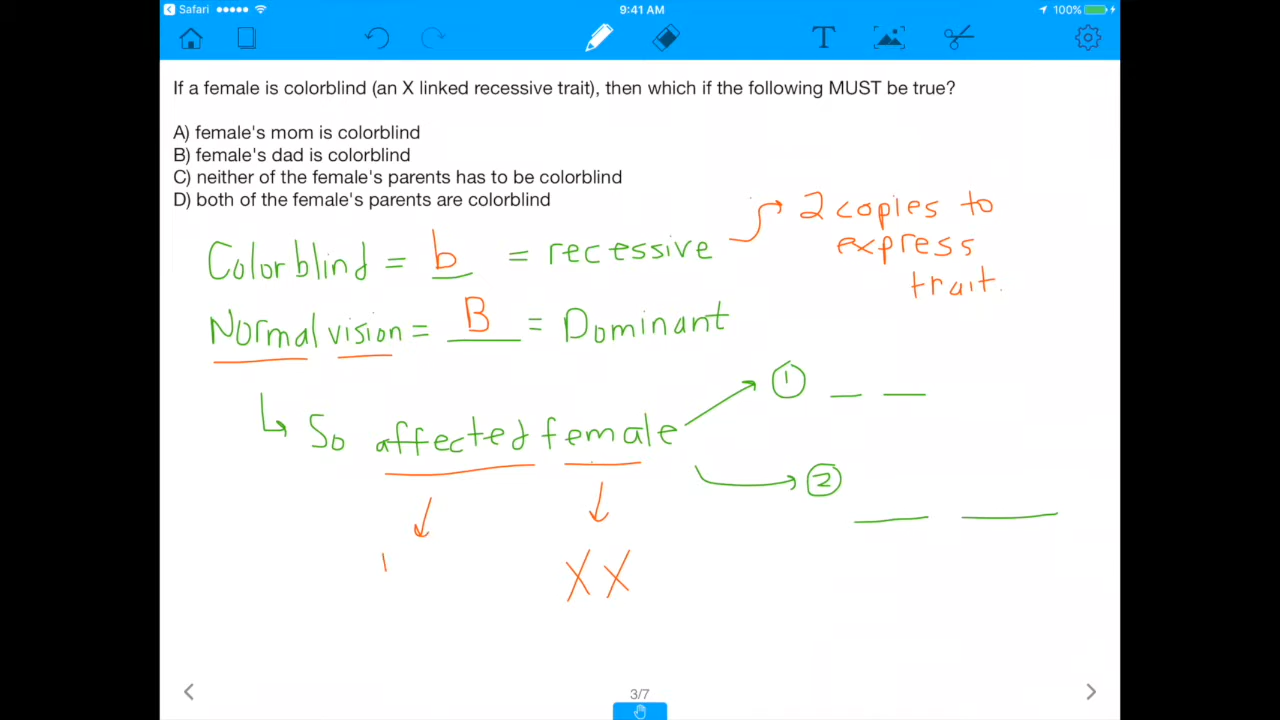 Safari
9:41 AM
100%
T
If a female is colorblind (an X linked recessive trait), then which if the following MUST be true?
A) female's mom is colorblind
B) female's dad is colorblind
C) neither of the female's parents has to be colorblind
D) both of the female's parents are colorblind
2 copies to
express
trait.
Colorblind = b = recessive
Normal vision = B = Dominant
So affected female
1
2
X X
3/7